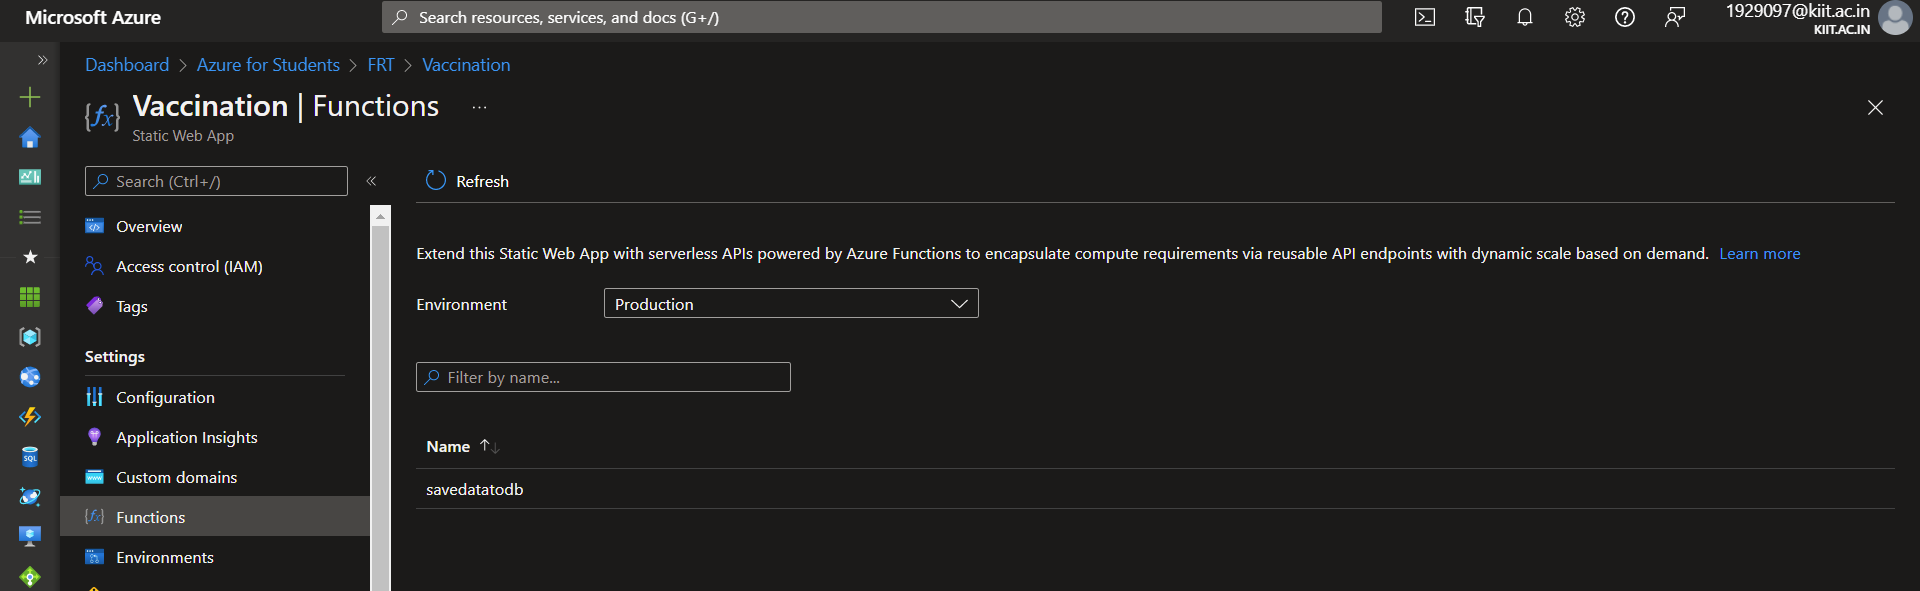 Microsoft Azure
Search resources, services, and docs (G+/)
1929097@kiit.ac.in
KIIT.AC.IN
Dashboard > Azure for Students > FRT > Vaccination
Vaccination | Functions ...
Static Web App
Search (Ctrl+/)
«
Refresh
Overview
Access control (IAM)
Tags
Settings
Configuration
Application Insights
Custom domains
Functions
Environments
Extend this Static Web App with serverless APIs powered by Azure Functions to encapsulate compute requirements via reusable API endpoints with dynamic scale based on demand. Learn more
Environment
Production
Filter by name...
Name ↑↓
savedatatodb